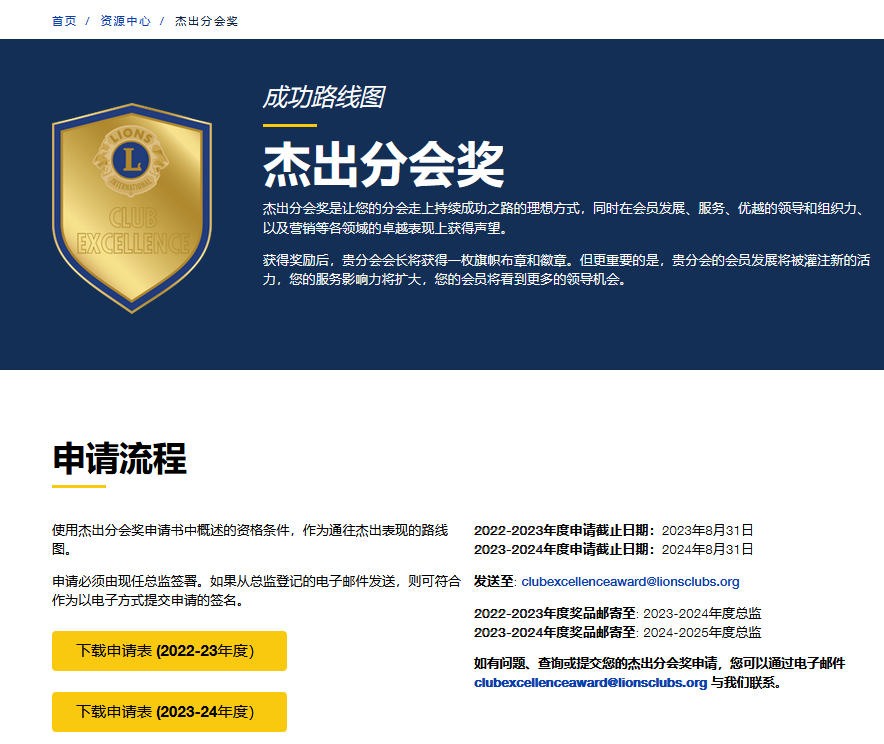 首页 / 资源中心 / 杰出分会奖
成功路线图
杰出分会奖
LIONS
L
INTERNATIONAL
CLUB
EXCELLENCE
杰出分会奖是让您的分会走上持续成功之路的理想方式，同时在会员发展、服务、优越的领导和组织力、
以及营销等各领域的卓越表现上获得声望。
获得奖励后，贵分会会长将获得一枚旗帜布章和徽章。但更重要的是，贵分会的会员发展将被灌注新的活
力，您的服务影响力将扩大，您的会员将看到更多的领导机会。
申请流程
使用杰出分会奖申请书中概述的资格条件，作为通往杰出表现的路线
图。
申请必须由现任总监签署。如果从总监登记的电子邮件发送，则可符合
作为以电子方式提交申请的签名。
下载申请表 (2022-23年度）
下载申请表 (2023-24年度）
2022-2023年度申请截止日期：2023年8月31日
2023-2024年度申请截止日期：2024年8月31日
发送至: clubexcellenceaward@lionsclubs.org
2022-2023年度奖品邮寄至: 2023-2024年度总监
2023-2024年度奖品邮寄至: 2024-2025年度总监
如有问题、查询或提交您的杰出分会奖申请，您可以通过电子邮件
clubexcellenceaward@lionsclubs.org 与我们联系。